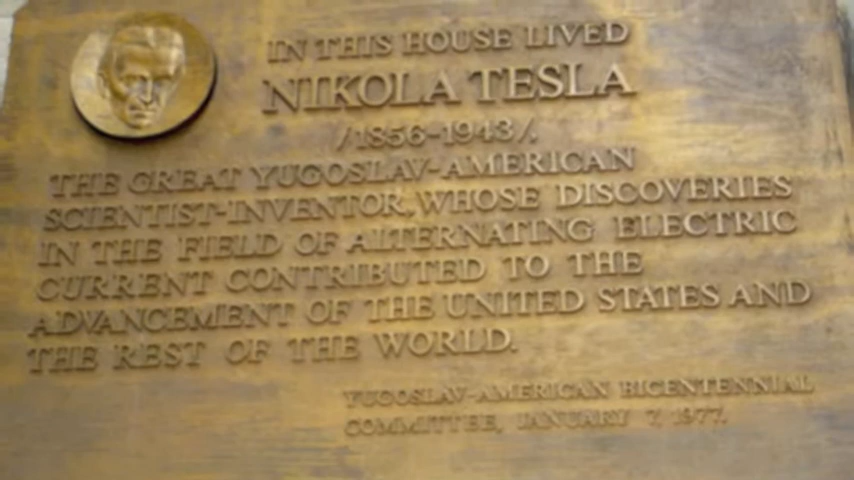 IN THIS HOUSE LIVED
NIKOLA TESLA
/1856-1943/.
THE GREAT YUGOSLAV-AMERICAN
SCIENTIST-INVENTOR, WHOSE DISCOVERIES
IN THE FIELD OF ALTERNATING ELECTRIC
CURRENT CONTRIBUTED TO THE
ADVANCEMENT OF THE UNITED STATES AND
THE REST OF THE WORLD.
YUGOSLAV-AMERICAN BICENTENNIAL
COMMITTEE, JANUARY 7, 1977.